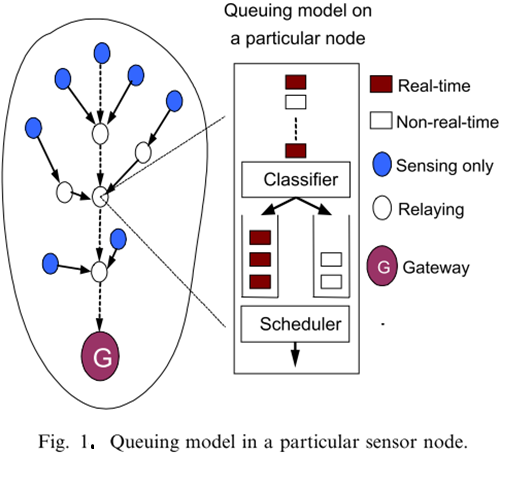 Queuing model on
a particular node
Real-time
Non-real-time
Classifier
Sensing only
Relaying
G
Gateway
Scheduler
G
Fig. 1. Queuing model in a particular sensor node.